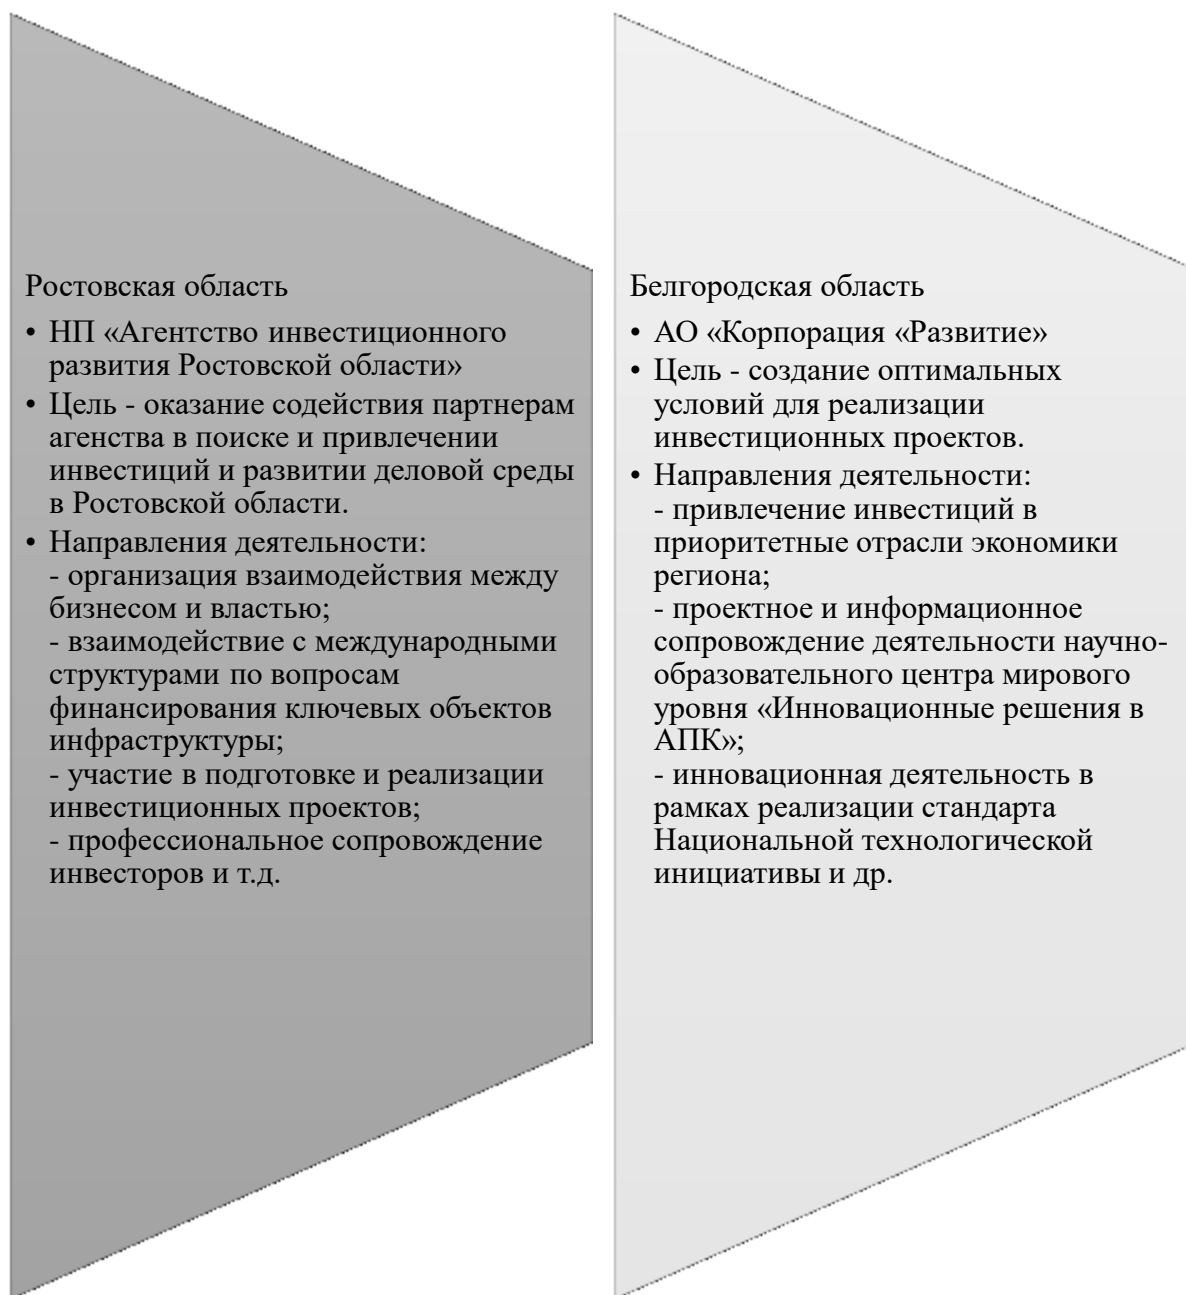 Ростовская область
• НП «Агентство инвестиционного
развития Ростовской области»
• Цель - оказание содействия партнерам
агенства в поиске и привлечении
инвестиций и развитии деловой среды
в Ростовской области.
• Направления деятельности:
- организация взаимодействия между
бизнесом и властью;
- взаимодействие с международными
структурами по вопросам
финансирования ключевых объектов
инфраструктуры;
- участие в подготовке и реализации
инвестиционных проектов;
- профессиональное сопровождение
инвесторов и т.д.
Белгородская область
• АО «Корпорация «Развитие»
• Цель - создание оптимальных
условий для реализации
инвестиционных проектов.
• Направления деятельности:
- привлечение инвестиций в
приоритетные отрасли экономики
региона;
- проектное и информационное
сопровождение деятельности научно-
образовательного центра мирового
уровня «Инновационные решения в
АПК»;
- инновационная деятельность в
рамках реализации стандарта
Национальной технологической
инициативы и др.